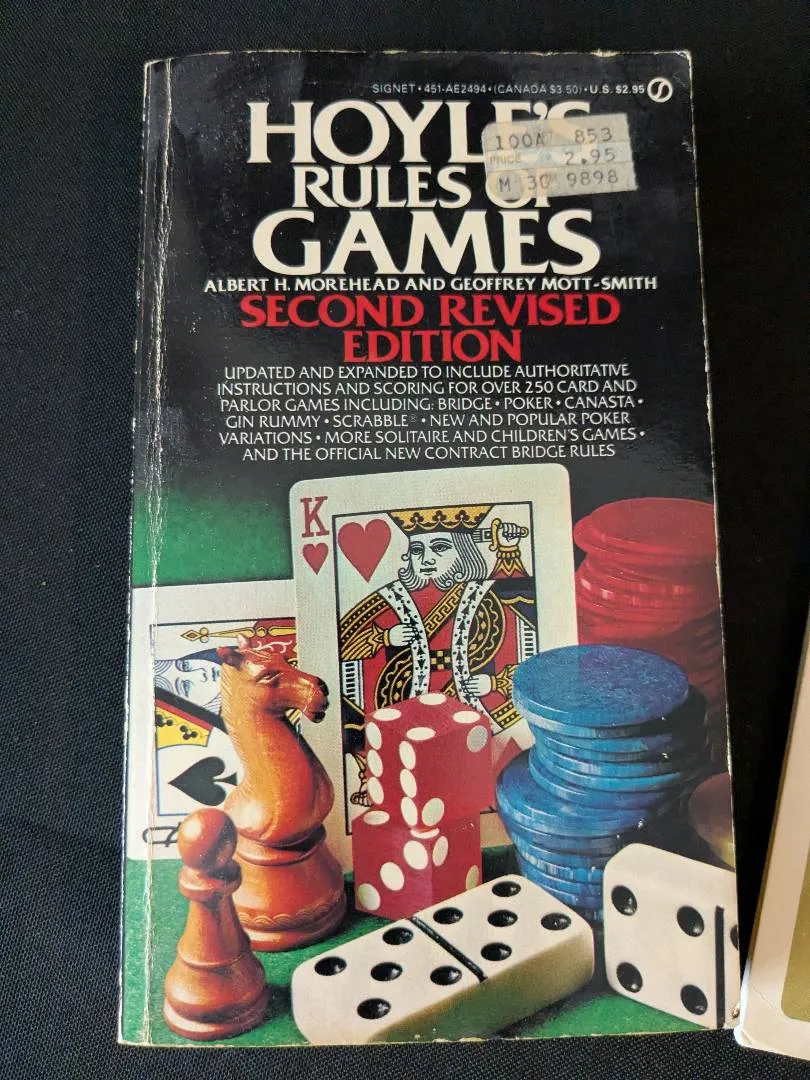 SIGNET • 451-AE2494 • (CANADA $3.50) • U.S. $2.95
HOYLE'S
RULES OF
GAMES
100A 853
PRICE 2.95
M 30 9898
ALBERT H. MOREHEAD AND GEOFFREY MOTT-SMITH
SECOND REVISED
EDITION
UPDATED AND EXPANDED TO INCLUDE AUTHORITATIVE
INSTRUCTIONS AND SCORING FOR OVER 250 CARD AND
PARLOR GAMES INCLUDING: BRIDGE • POKER • CANASTA •
GIN RUMMY • SCRABBLE® • NEW AND POPULAR POKER
VARIATIONS • MORE SOLITAIRE AND CHILDREN'S GAMES •
AND THE OFFICIAL NEW CONTRACT BRIDGE RULES
K